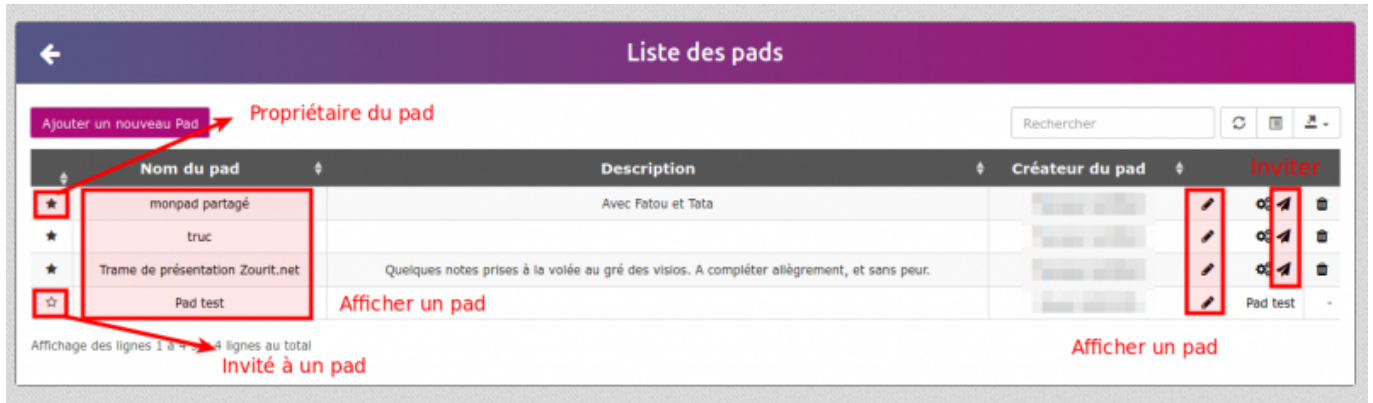 Liste des pads
Propriétaire du pad
Ajouter un nouveau Pad
Rechercher
Inviter
Nom du pad Description Créateur du pad
monpad partagé Avec Fatou et Tata
truc
Trame de présentation Zourit.net Quelques notes prises à la volée au gré des visios. A compléter allègrement, et sans peur.
Pad test Afficher un pad Pad test -
Affichage des lignes 1 à 4 4 lignes au total
Afficher un pad
Invité à un pad